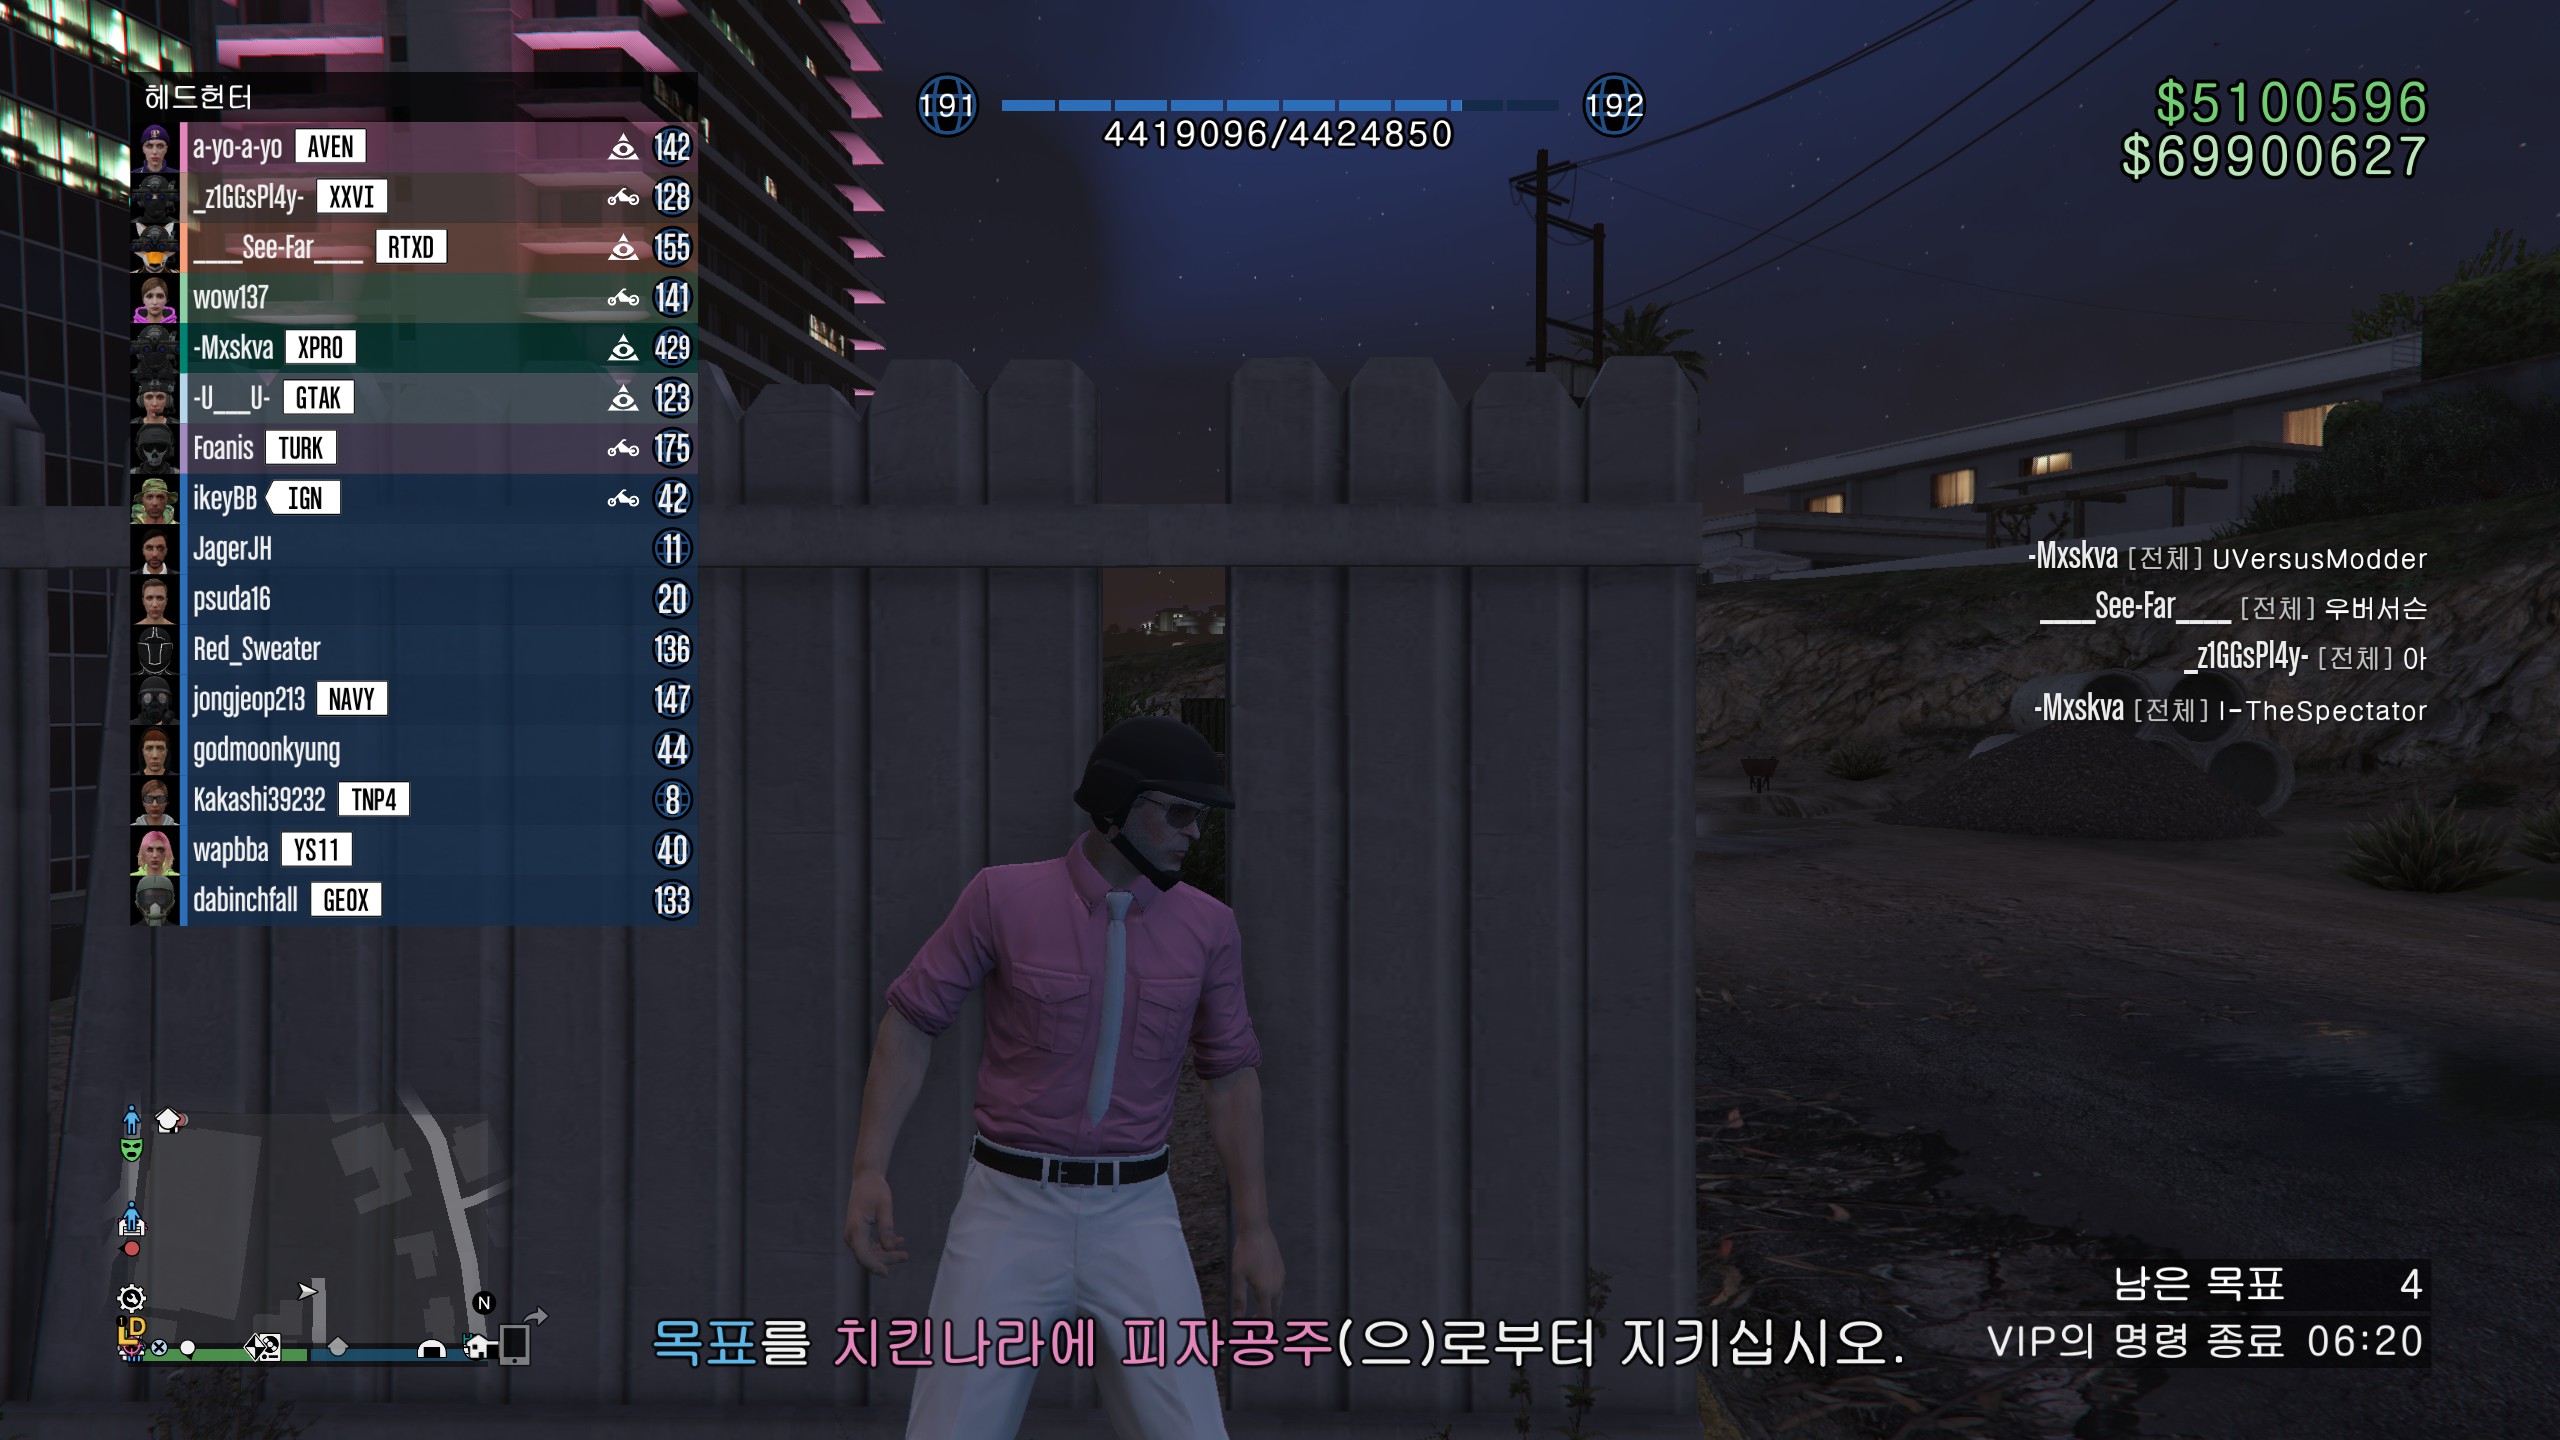 헤드헌터
a-yo-a-yo AVEN 142
_z1GGsPl4y- XXVI 128
____See-Far____ RTXD 155
wow137 141
-Mxskva XPRO 429
-U___U- GTAK 123
Foanis TURK 175
ikeyBB IGN 42
JagerJH 11
psuda16 20
Red_Sweater 136
jongjeop213 NAVY 147
godmoonkyung 44
Kakashi39232 TNP4 8
wapbba YS11 40
dabinchfall GEOX 133
191 192
4419096/4424850
$5100596
$69900627
-Mxskva [전체] UVersusModder
____See-Far____ [전체] 우버서슨
_z1GGsPl4y- [전체] 아
-Mxskva [전체] I-TheSpectator
N
목표를 치킨나라에 피자공주(으)로부터 지키십시오.
남은 목표 4
VIP의 명령 종료 06:20